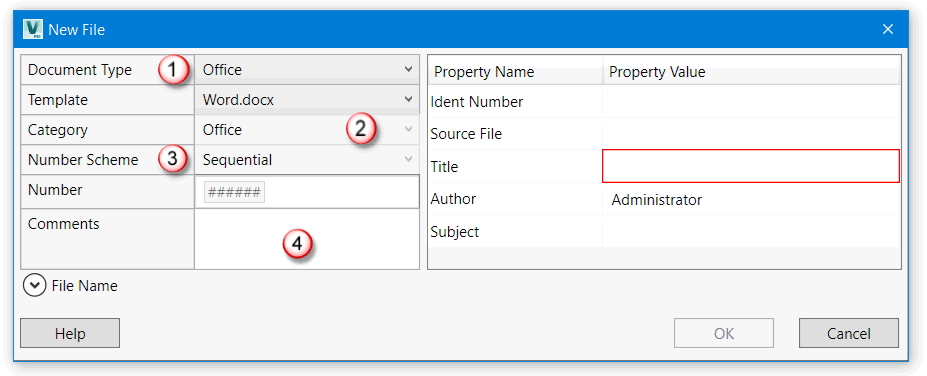 New File
Document Type 1 Office
Template Word.docx
Category Office 2
Number Scheme 3 Sequential
Number ######
Comments
4
Property Name Property Value
Ident Number
Source File
Title
Author Administrator
Subject
File Name
Help OK Cancel